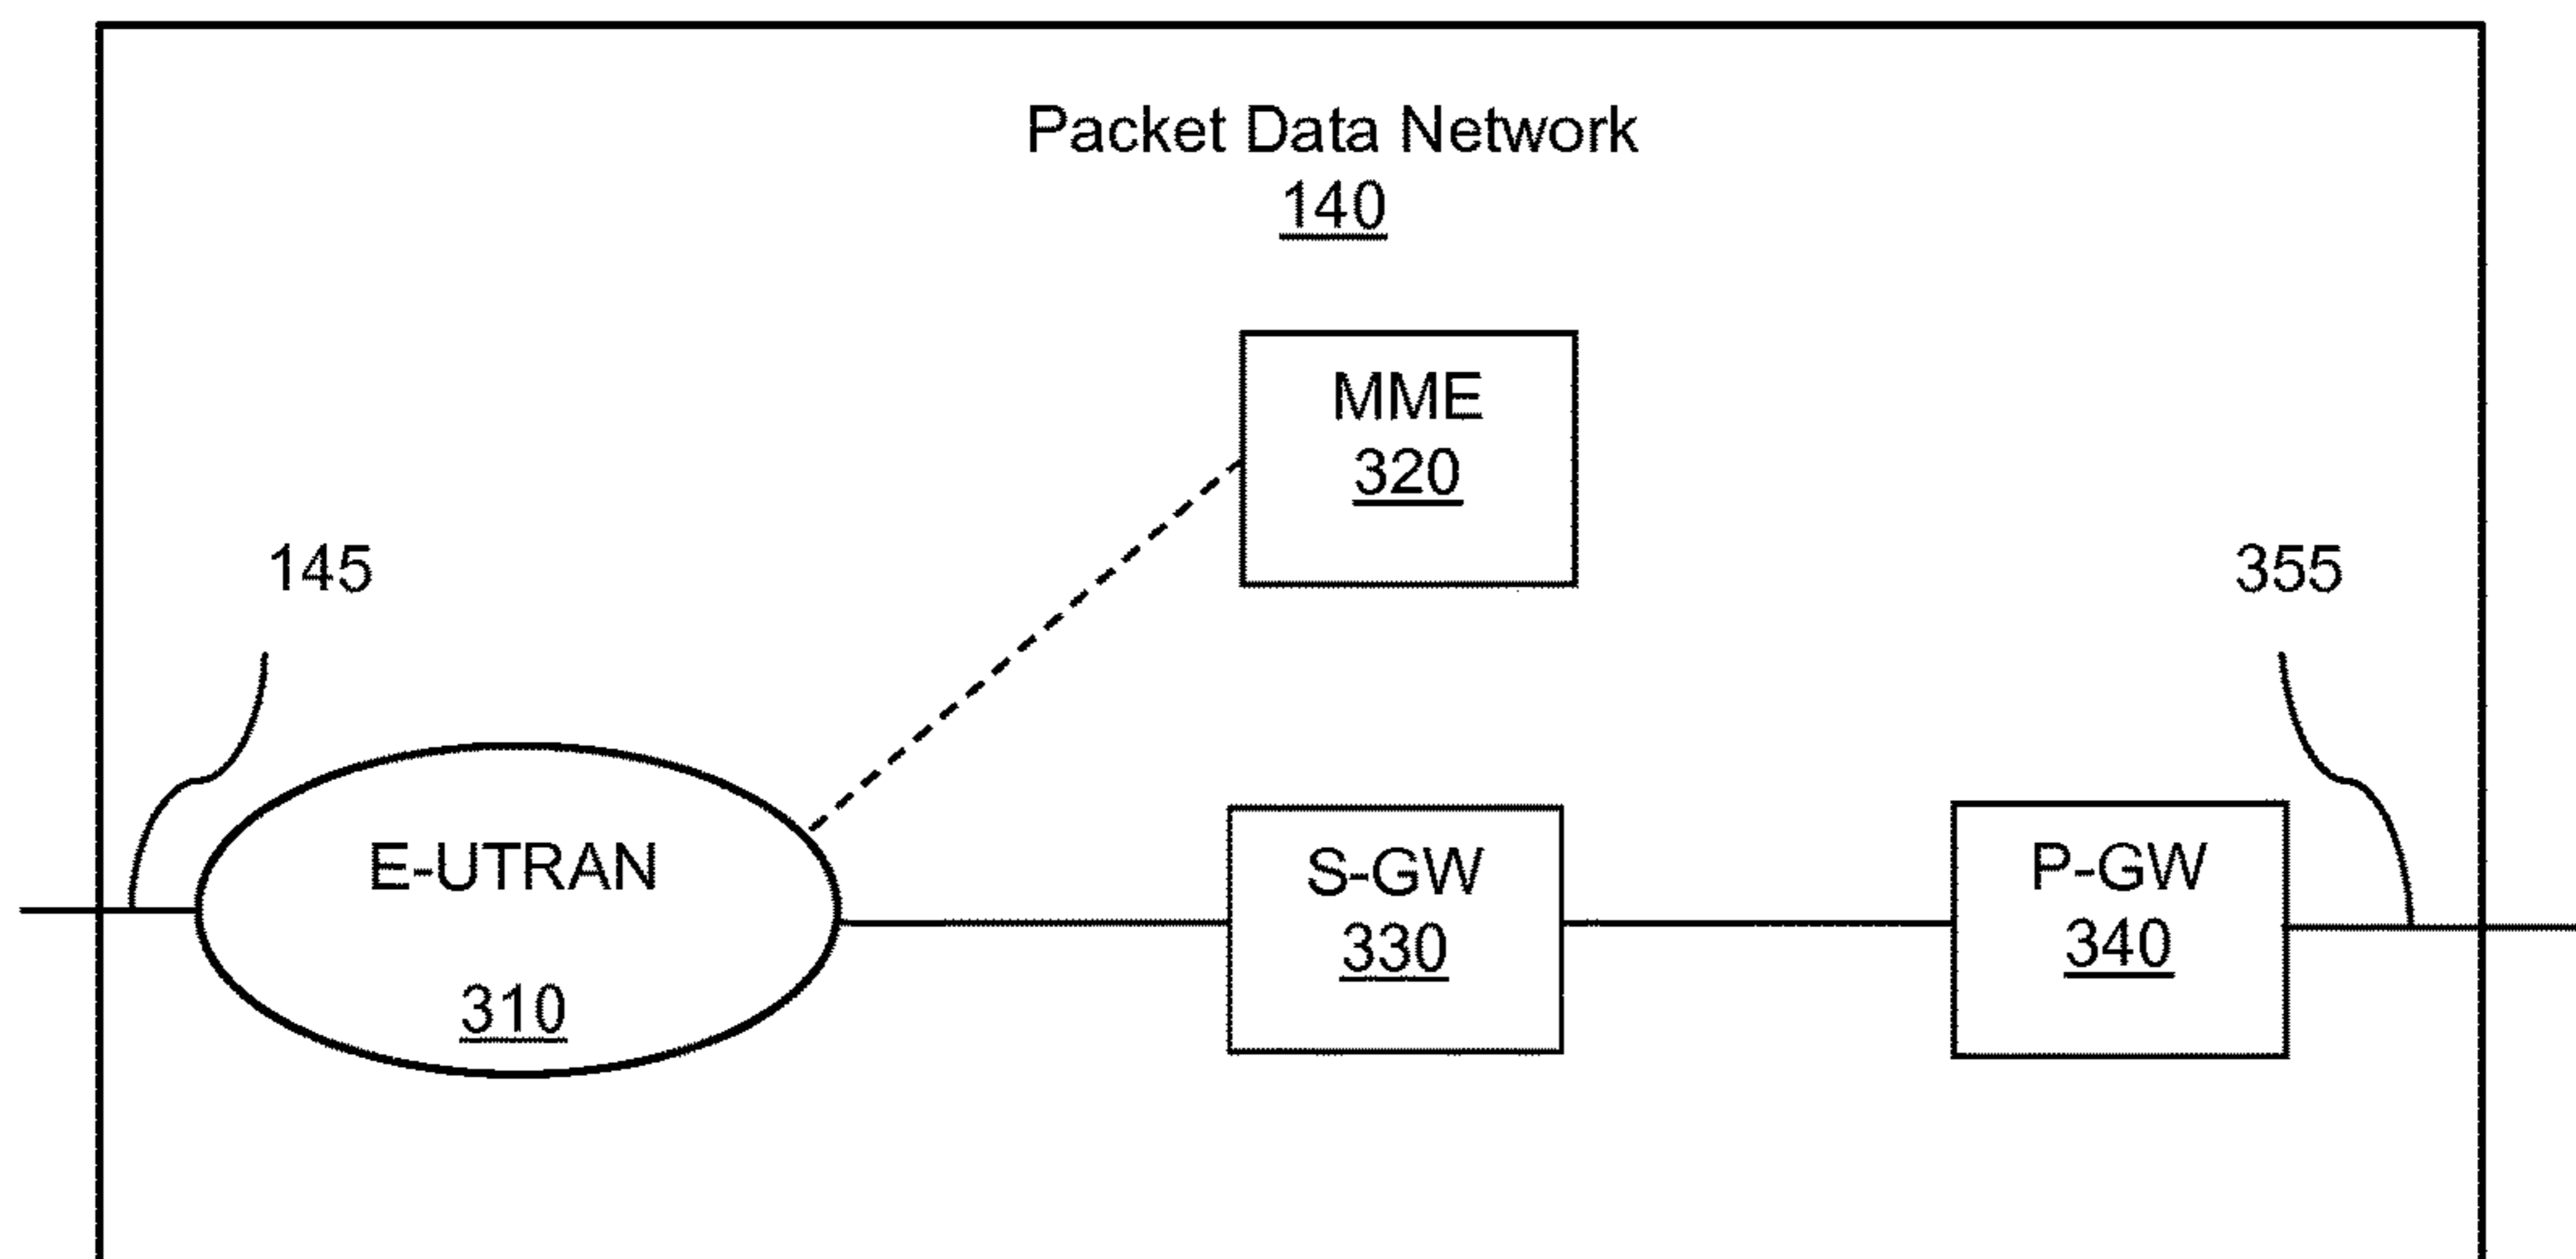 Packet Data Network
140
MME
320
145
355
E-UTRAN
310
S-GW
330
P-GW
340